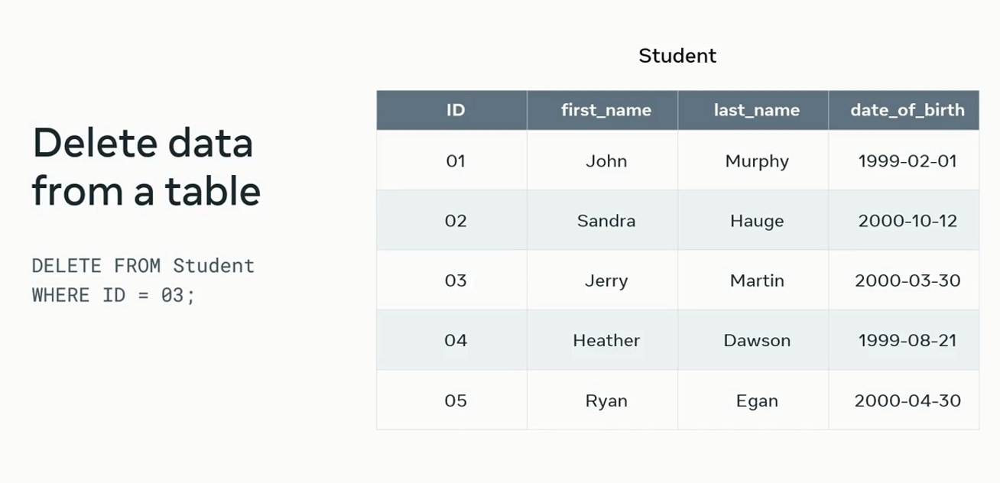 Delete data
from a table
DELETE FROM Student
WHERE ID = 03;
Student
ID first_name last_name date_of_birth
01 John Murphy 1999-02-01
02 Sandra Hauge 2000-10-12
03 Jerry Martin 2000-03-30
04 Heather Dawson 1999-08-21
05 Ryan Egan 2000-04-30